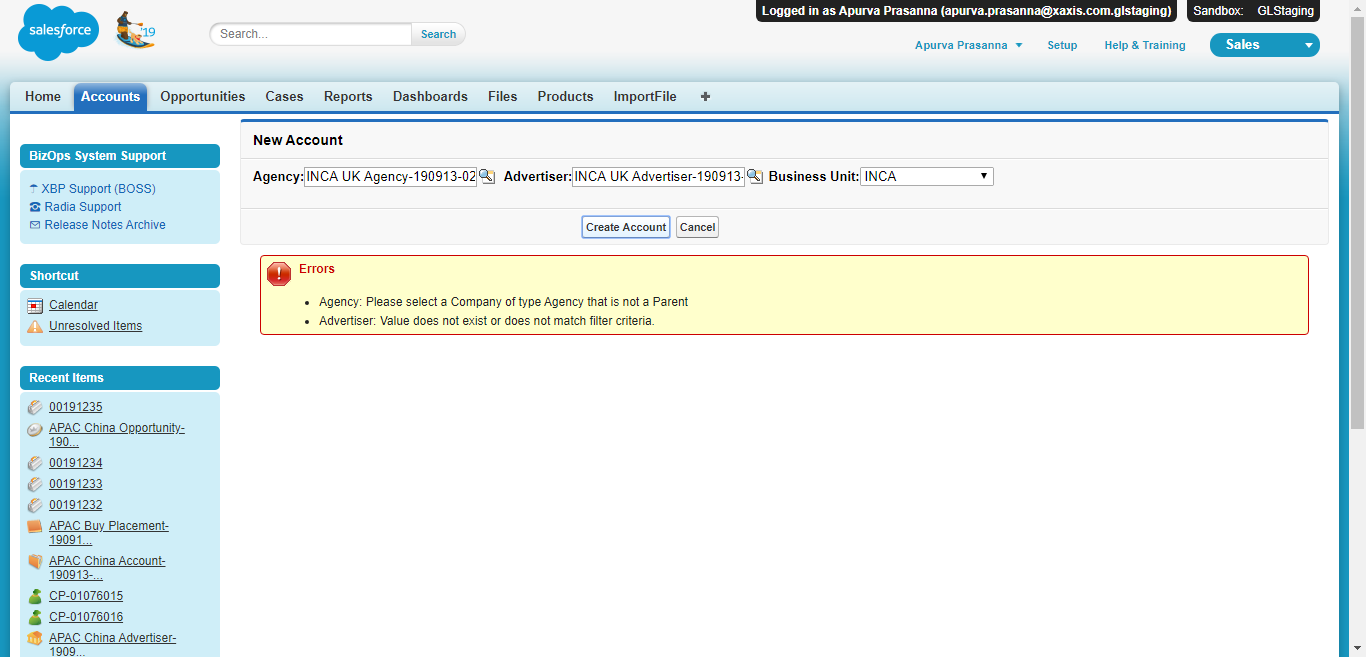 Logged in as Apurva Prasanna (apurva.prasanna@xaxis.com.glstaging)
Sandbox: GLStaging
salesforce
'19
Search...
Search
Apurva Prasanna
Setup
Help & Training
Sales
Home Accounts Opportunities Cases Reports Dashboards Files Products ImportFile +
BizOps System Support
XBP Support (BOSS)
Radia Support
Release Notes Archive
Shortcut
Calendar
Unresolved Items
Recent Items
00191235
APAC China Opportunity-
190...
00191234
00191233
00191232
APAC Buy Placement-
19091...
APAC China Account-
190913-...
CP-01076015
CP-01076016
APAC China Advertiser-
1909...
New Account
Agency: INCA UK Agency-190913-02 Advertiser: INCA UK Advertiser-190913- Business Unit: INCA
Create Account Cancel
Errors
Agency: Please select a Company of type Agency that is not a Parent
Advertiser: Value does not exist or does not match filter criteria.